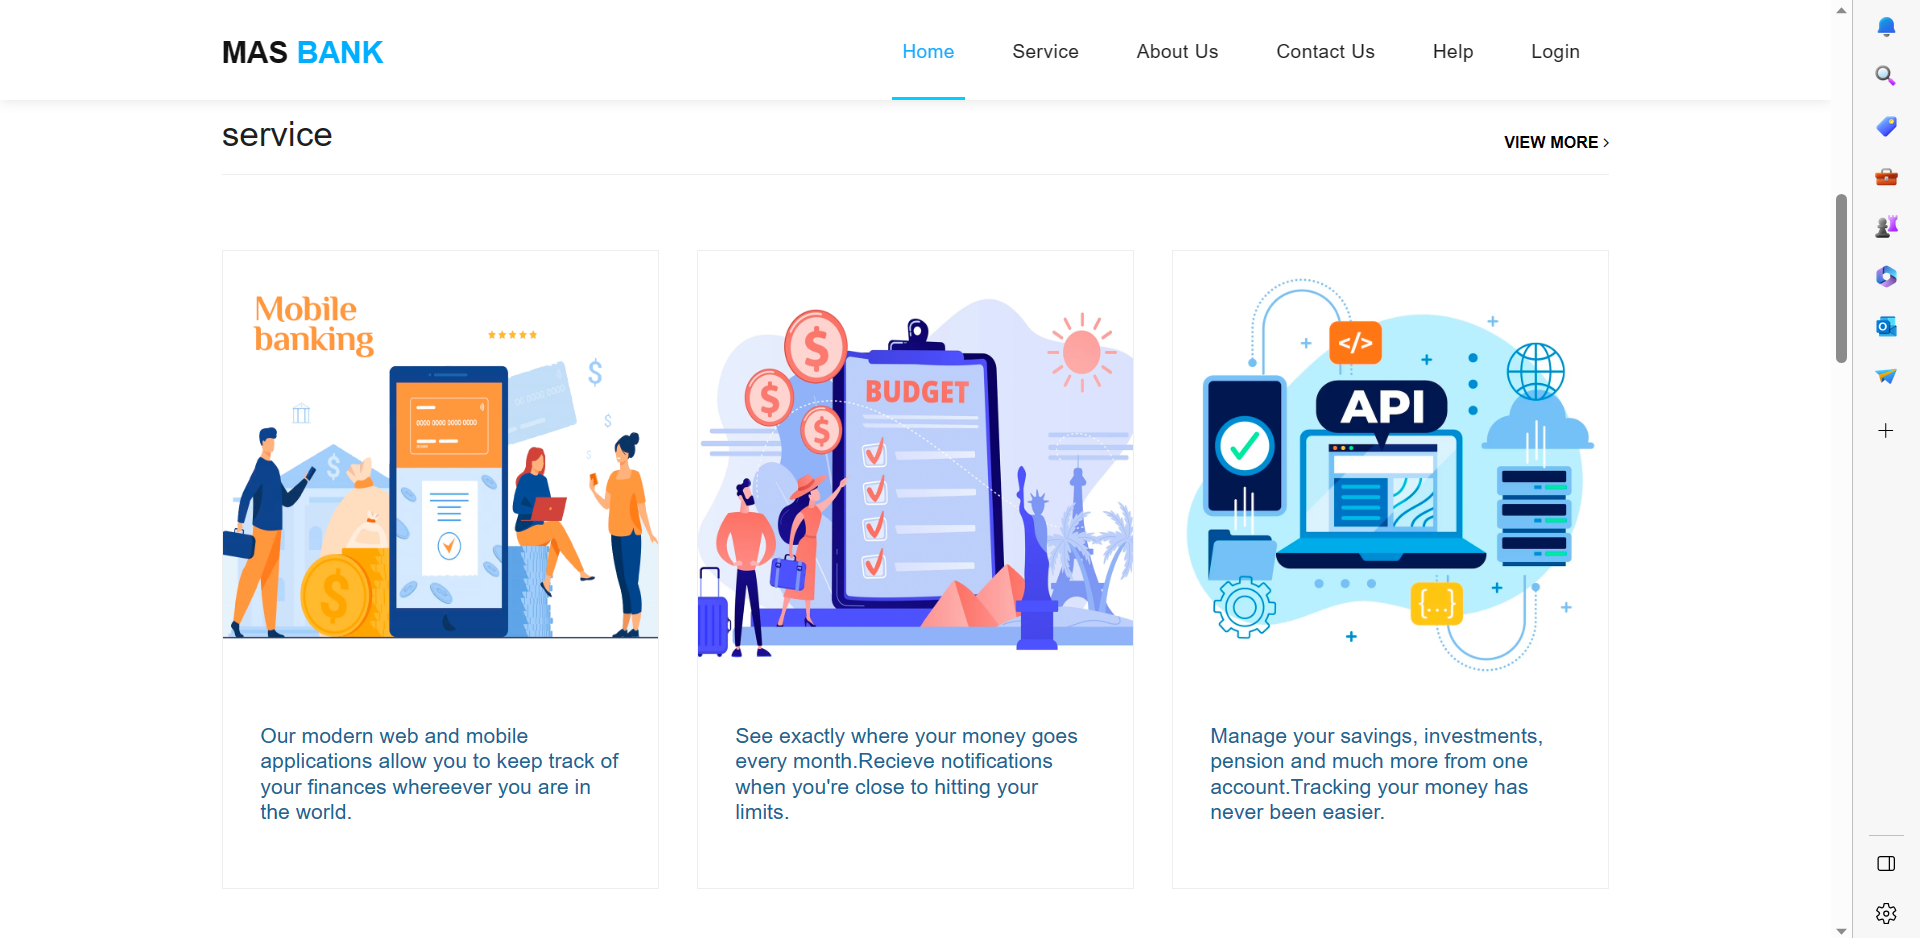 MAS BANK
Home
Service
About Us
Contact Us
Help
Login
service
VIEW MORE
Mobile
banking
0000 0000 0000 0000
BUDGET
</>
API
{...}
Our modern web and mobile
applications allow you to keep track of
your finances whereever you are in
the world.
See exactly where your money goes
every month.Recieve notifications
when you're close to hitting your
limits.
Manage your savings, investments,
pension and much more from one
account.Tracking your money has
never been easier.